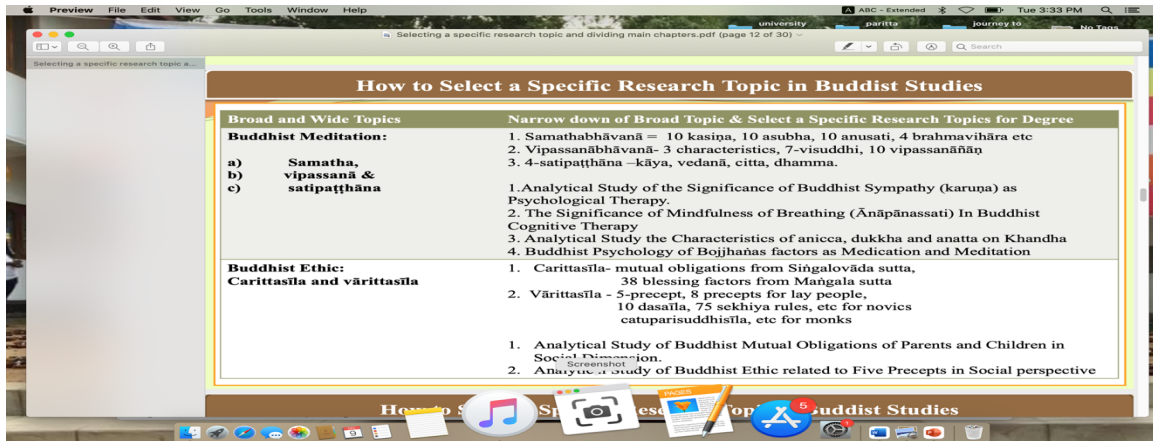 Preview File Edit View Go Tools Window Help
A ABC - Extended Tue 3:33 PM
university paritta journey to No Tags
Selecting a specific research topic and dividing main chapters.pdf (page 12 of 30)
Search
Selecting a specific research topic a...
How to Select a Specific Research Topic in Buddist Studies
Broad and Wide Topics
Narrow down of Broad Topic & Select a Specific Research Topics for Degree
Buddhist Meditation:
a) Samatha,
b) vipassanā &
c) satipaṭṭhāna
1. Samathabhāvanā = 10 kasiṇa, 10 asubha, 10 anusati, 4 brahmavihāra etc
2. Vipassanābhāvanā- 3 characteristics, 7-visuddhi, 10 vipassanāñāṇ
3. 4-satipaṭṭhāna –kāya, vedanā, citta, dhamma.
1.Analytical Study of the Significance of Buddhist Sympathy (karuṇa) as
Psychological Therapy.
2. The Significance of Mindfulness of Breathing (Ānāpānassati) In Buddhist
Cognitive Therapy
3. Analytical Study the Characteristics of anicca, dukkha and anatta on Khandha
4. Buddhist Psychology of Bojjhaṅas factors as Medication and Meditation
Buddhist Ethic:
Carittasīla and vārittasīla
1. Carittasīla- mutual obligations from Siṅgalovāda sutta,
38 blessing factors from Maṅgala sutta
2. Vārittasīla - 5-precept, 8 precepts for lay people,
10 dasaīla, 75 sekhiya rules, etc for novics
catuparisuddhisīla, etc for monks
1. Analytical Study of Buddhist Mutual Obligations of Parents and Children in
Social Dimension.
2. Study of Buddhist Ethic related to Five Precepts in Social perspective
Screenshot
How to Buddist Studies
PAGES
5
9
1